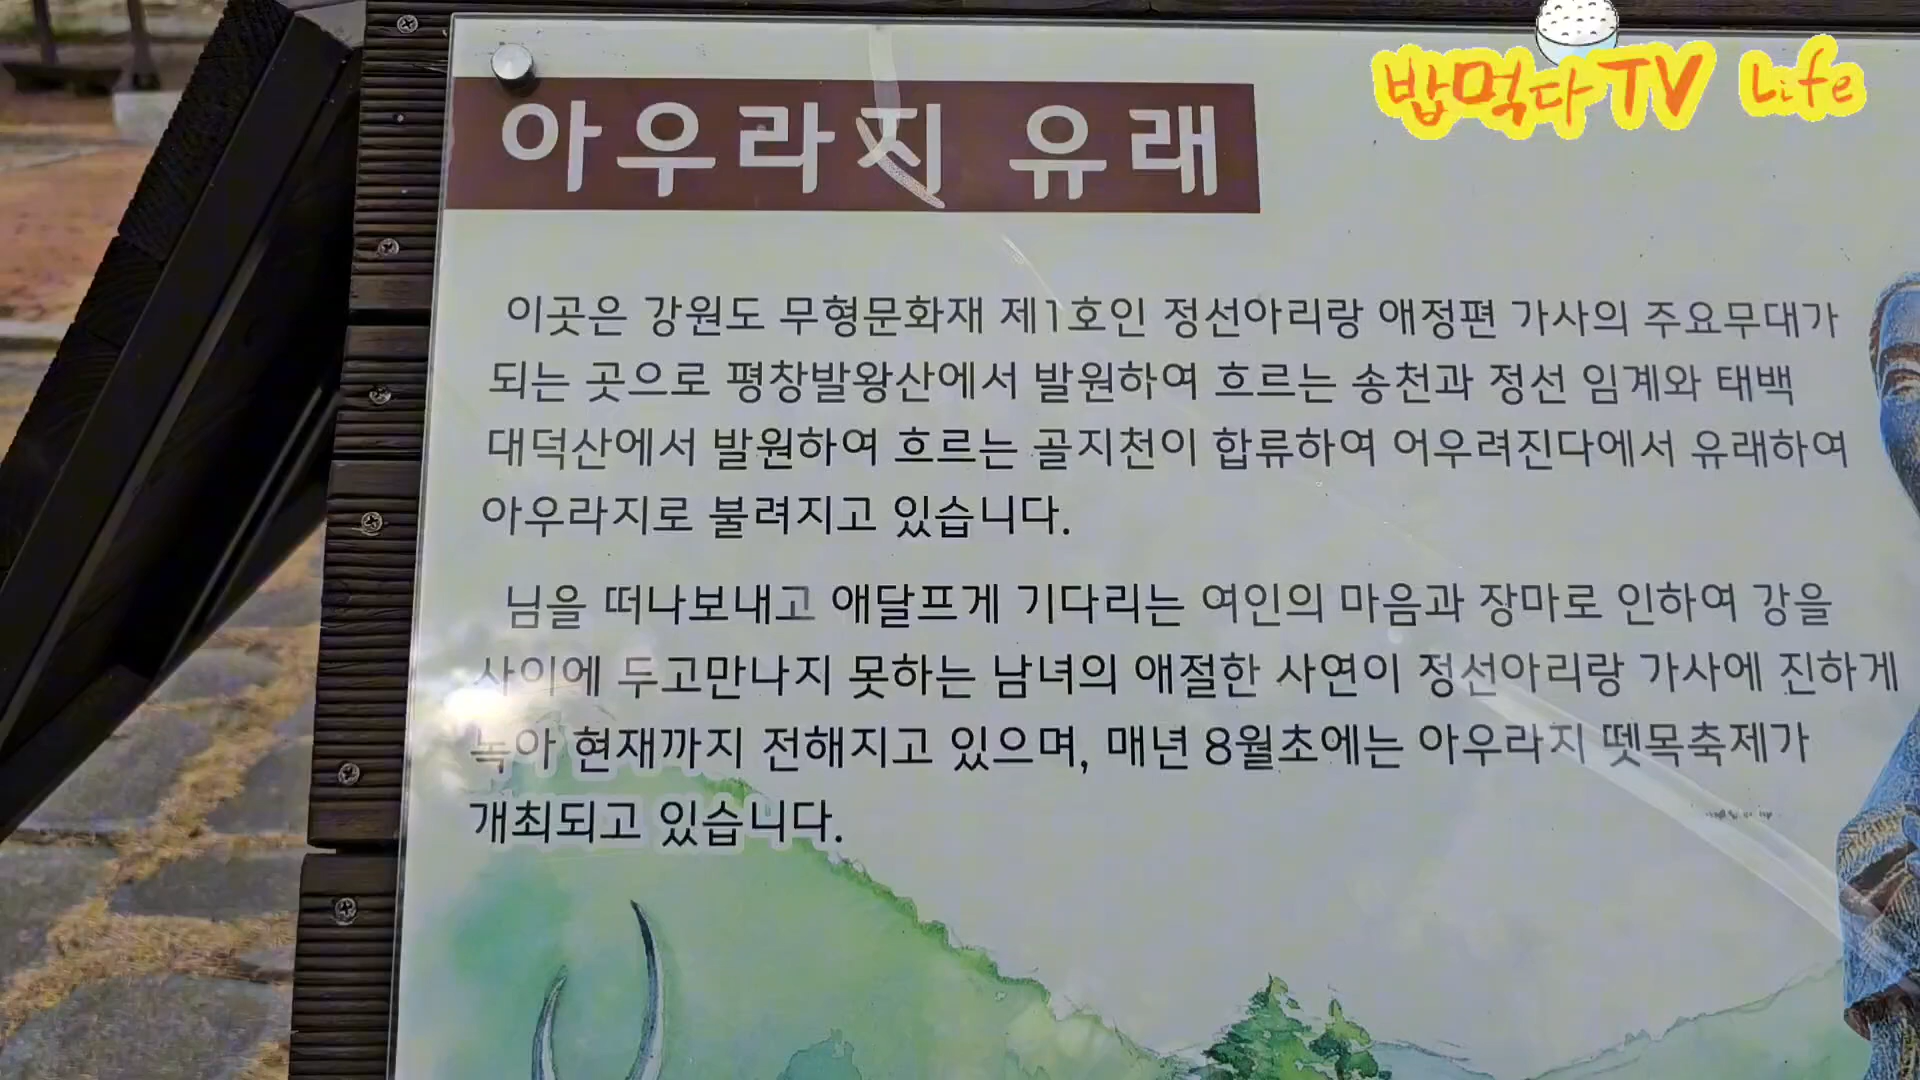 밥먹다TV Life
아우라지 유래
이곳은 강원도 무형문화재 제1호인 정선아리랑 애정편 가사의 주요무대가
되는 곳으로 평창발왕산에서 발원하여 흐르는 송천과 정선 임계와 태백
대덕산에서 발원하여 흐르는 골지천이 합류하여 어우려진다에서 유래하여
아우라지로 불려지고 있습니다.
님을 떠나보내고 애달프게 기다리는 여인의 마음과 장마로 인하여 강을
사이에 두고만나지 못하는 남녀의 애절한 사연이 정선아리랑 가사에 진하게
녹아 현재까지 전해지고 있으며, 매년 8월초에는 아우라지 뗏목축제가
개최되고 있습니다.